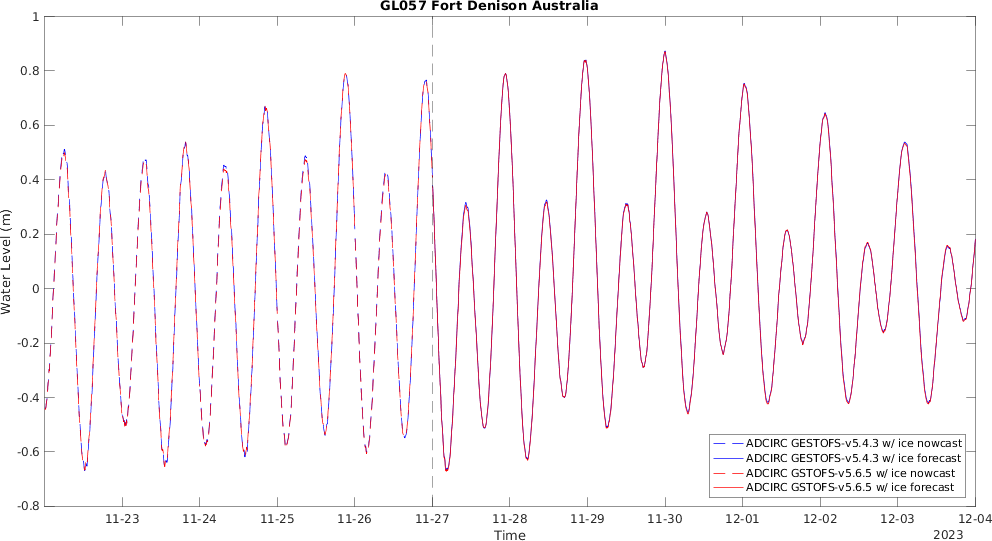 GL057 Fort Denison Australia
Water Level (m)
1
0.8
0.6
0.4
0.2
0
-0.2
-0.4
-0.6
-0.8
ADCIRC GESTOFS-v5.4.3 w/ ice nowcast
ADCIRC GESTOFS-v5.4.3 w/ ice forecast
ADCIRC GSTOFS-v5.6.5 w/ ice nowcast
ADCIRC GSTOFS-v5.6.5 w/ ice forecast
11-23 11-24 11-25 11-26 11-27 11-28 11-29 11-30 12-01 12-02 12-03 12-04
Time
2023